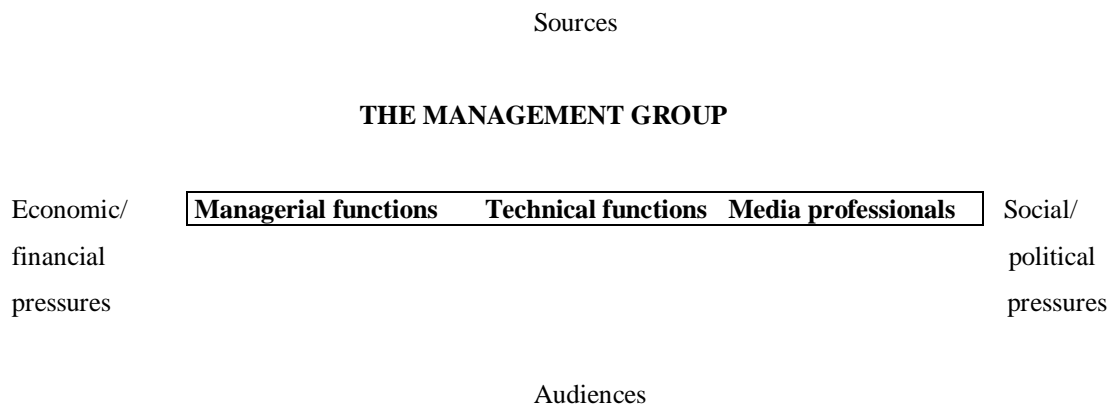 Sources
THE MANAGEMENT GROUP
Economic/ Managerial functions Technical functions Media professionals Social/
financial political
pressures pressures
Audiences